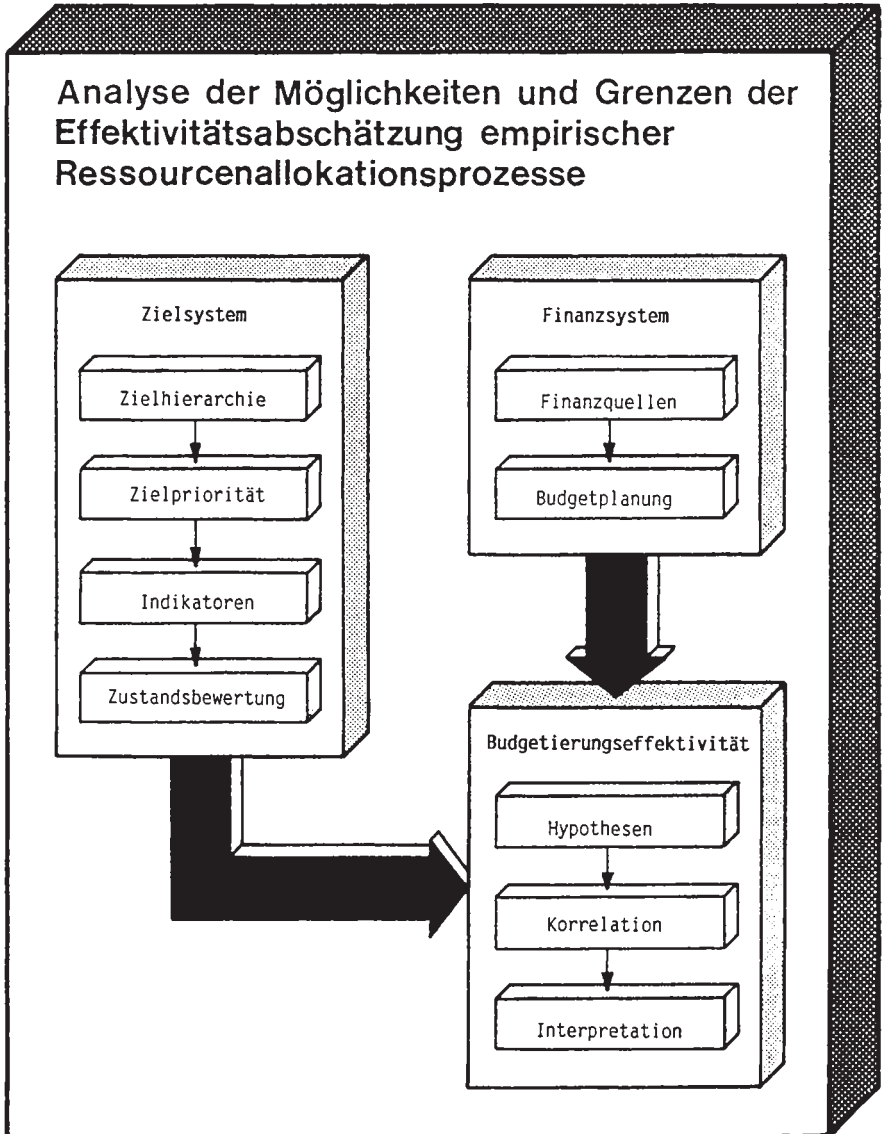 Analyse der Möglichkeiten und Grenzen der
Effektivitätsabschätzung empirischer
Ressourcenallokationsprozesse
Zielsystem
Zielhierarchie
Zielpriorität
Indikatoren
Zustandsbewertung
Finanzsystem
Finanzquellen
Budgetplanung
Budgetierungseffektivität
Hypothesen
Korrelation
Interpretation